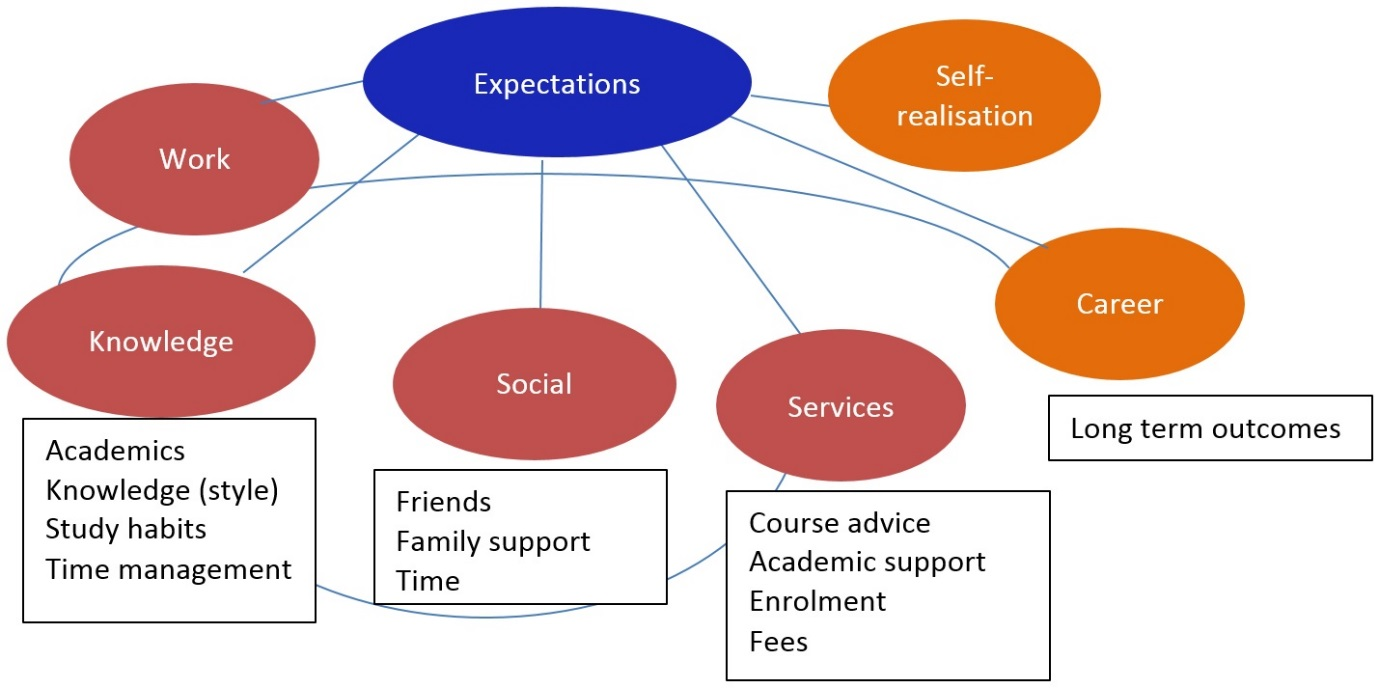 Expectations
Self-
realisation
Work
Career
Knowledge
Social
Services
Long term outcomes
Academics
Knowledge (style)
Study habits
Time management
Friends
Family support
Time
Course advice
Academic support
Enrolment
Fees